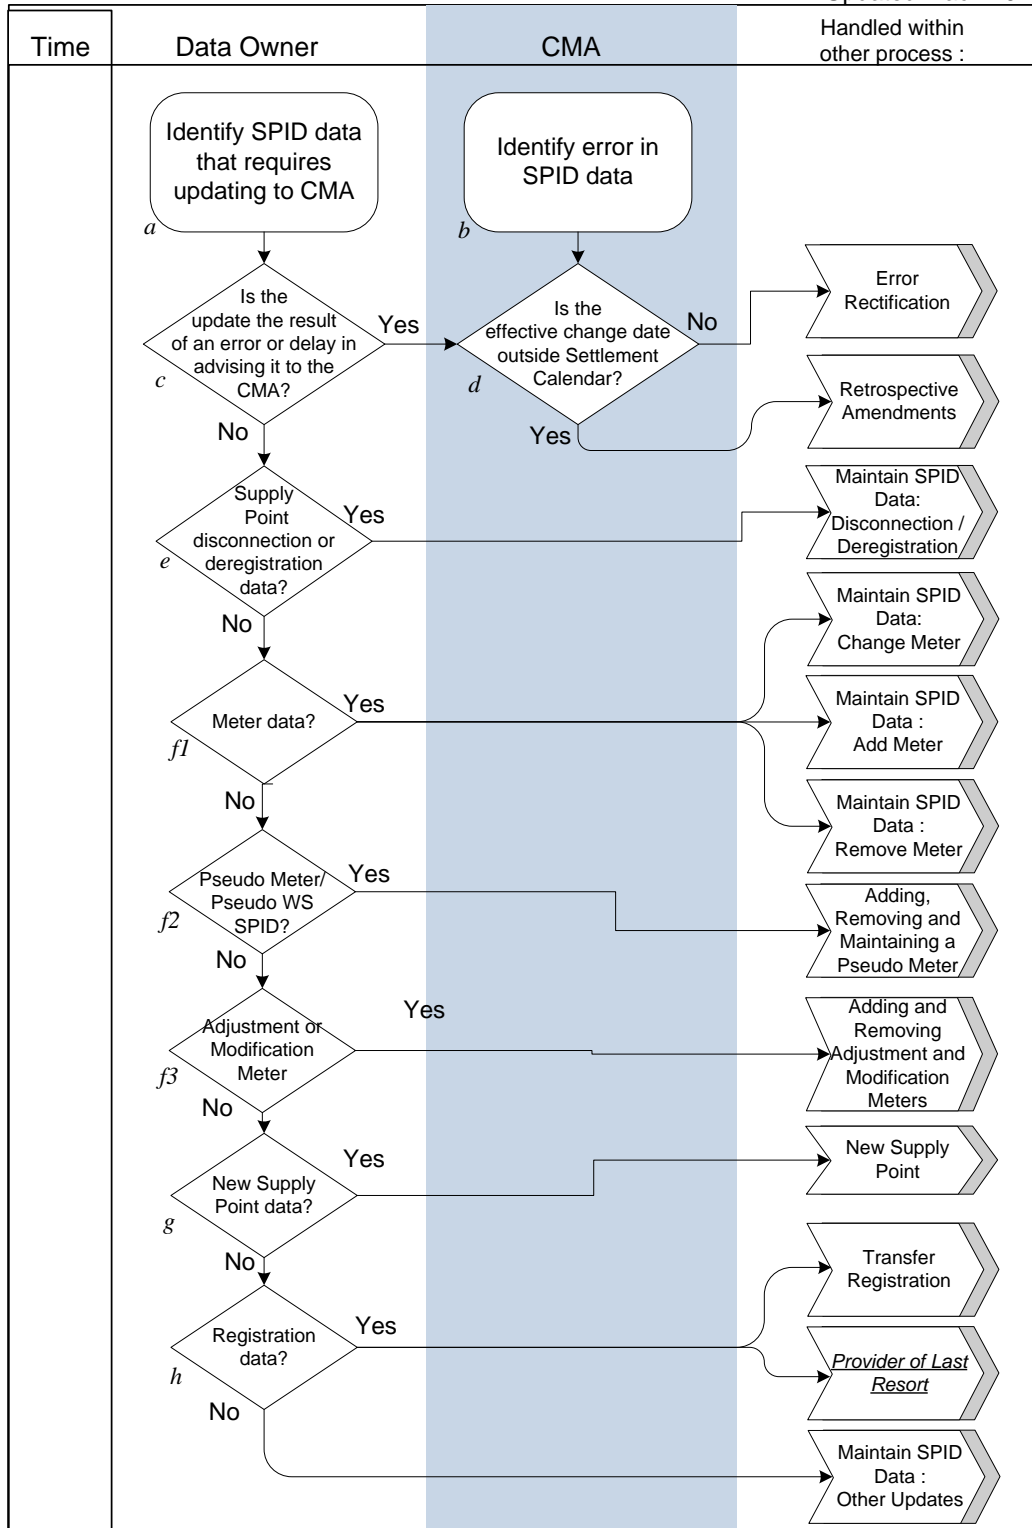 Time
Data Owner
CMA
Handled within
other process :
Identify SPID data
that requires
updating to CMA
a
Identify error in
SPID data
b
Is the
update the result
of an error or delay in
advising it to the
CMA?
c
Yes
No
Is the
effective change date
outside Settlement
Calendar?
d
No
Yes
Error
Rectification
Retrospective
Amendments
Supply
Point
disconnection or
deregistration
data?
e
Yes
No
Maintain SPID
Data:
Disconnection /
Deregistration
Meter data?
f1
Yes
No
Maintain SPID
Data:
Change Meter
Maintain SPID
Data :
Add Meter
Maintain SPID
Data :
Remove Meter
Pseudo Meter/
Pseudo WS
SPID?
f2
Yes
No
Adding,
Removing and
Maintaining a
Pseudo Meter
Adjustment or
Modification
Meter
f3
Yes
No
Adding and
Removing
Adjustment and
Modification
Meters
New Supply
Point data?
g
Yes
No
New Supply
Point
Registration
data?
h
Yes
No
Transfer
Registration
Provider of Last
Resort
Maintain SPID
Data :
Other Updates